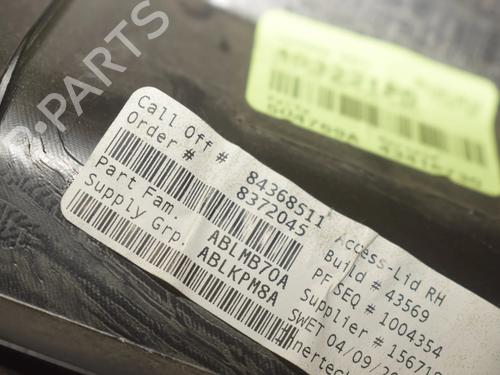 B-PARTS
Call Off # 84368511
Order # 8372045
Part Fam. ABLMB70A
Supply Grp. ABLKPM8A
Access-Lid RH
Build # 43569
PF SEQ # 1004354
Supplier # 15671
SWET 04/09/20